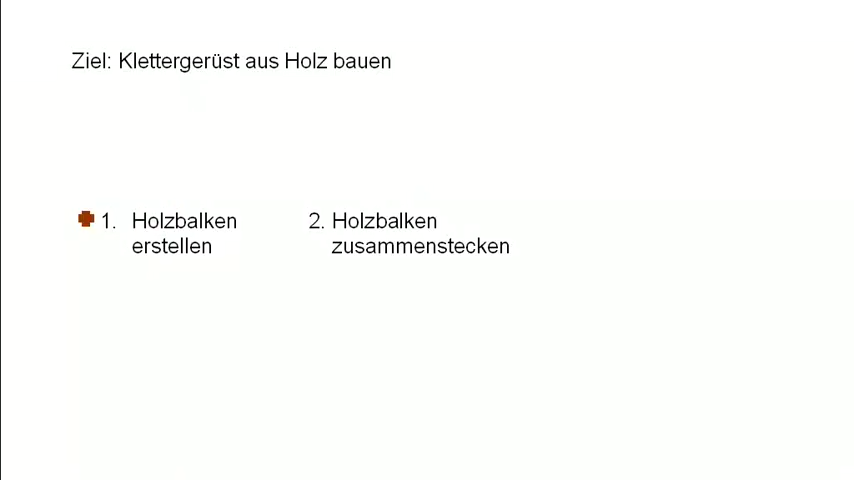 Ziel: Klettergerüst aus Holz bauen
1. Holzbalken
erstellen
2. Holzbalken
zusammenstecken